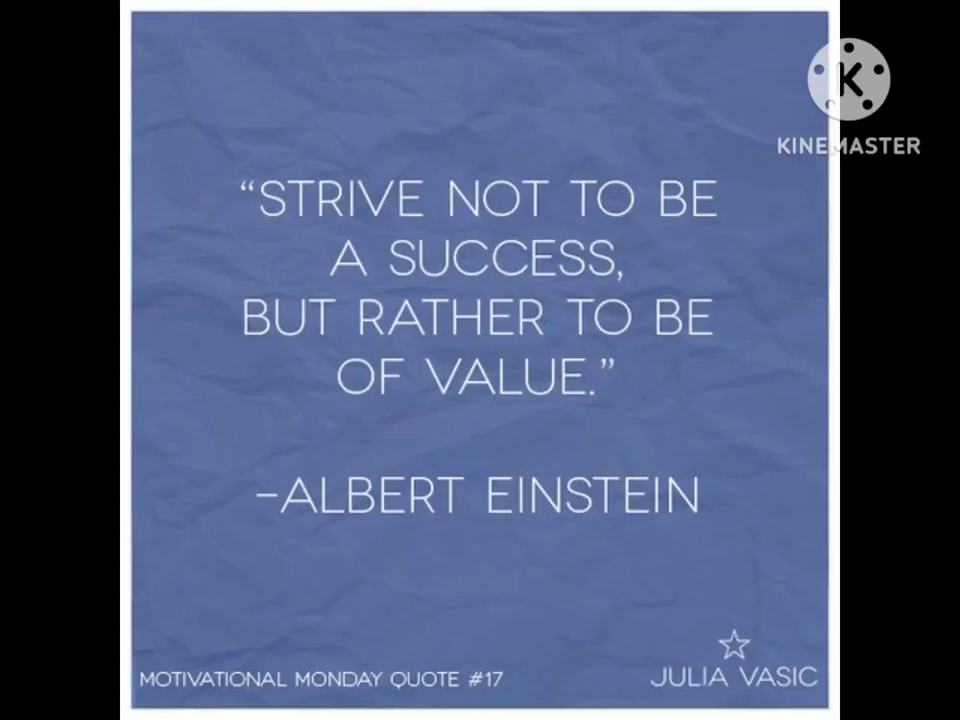 K
KINEMASTER
“STRIVE NOT TO BE
A SUCCESS,
BUT RATHER TO BE
OF VALUE.”
–ALBERT EINSTEIN
MOTIVATIONAL MONDAY QUOTE #17
JULIA VASIC